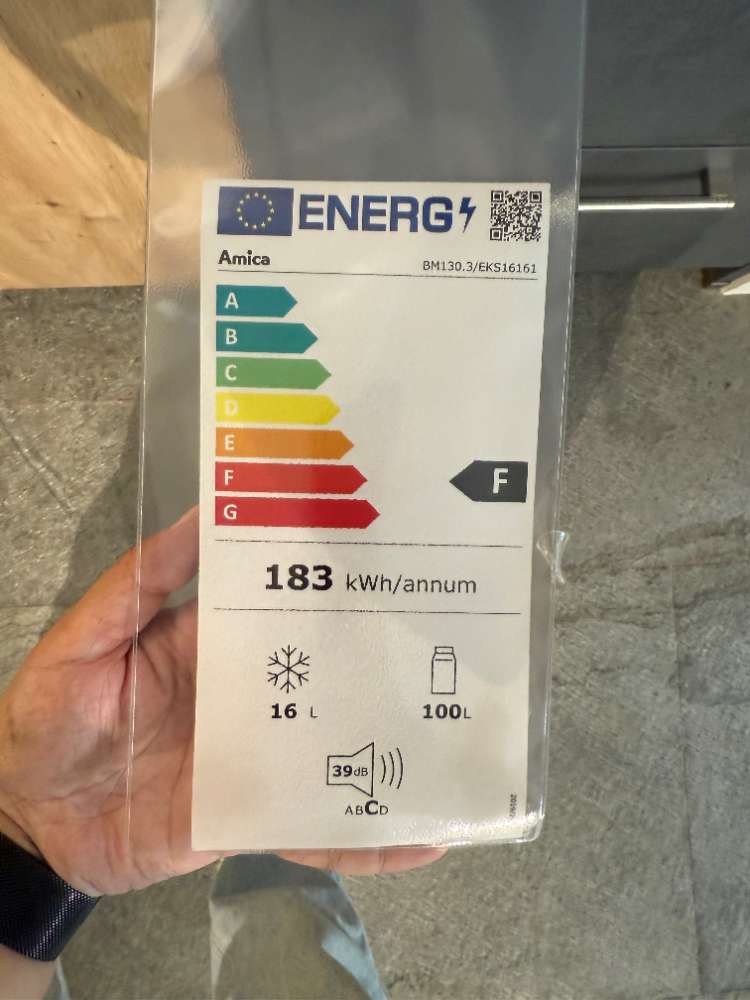 ENERG
Amica
BM130.3/EKS16161
A
B
C
D
E
F
F
G
183 kWh/annum
16 L
100L
39dB
ABCD